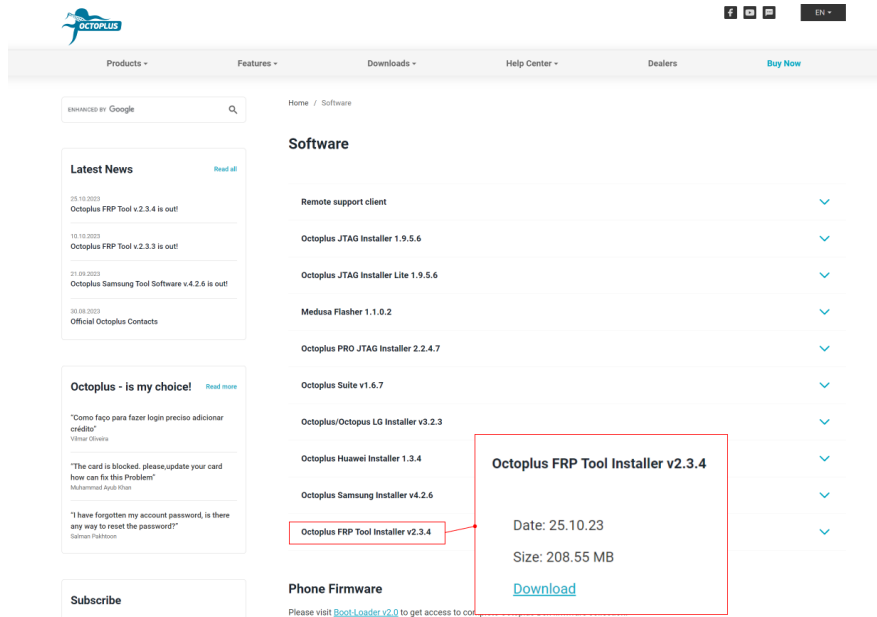 OCTOPLUS
EN
Products
Features
Downloads
Help Center
Dealers
Buy Now
ENHANCED BY Google
Home / Software
Software
Latest News
Read all
25.10.2023
Octoplus FRP Tool v.2.3.4 is out!
10.10.2023
Octoplus FRP Tool v.2.3.3 is out!
21.09.2023
Octoplus Samsung Tool Software v.4.2.6 is out!
30.08.2023
Official Octoplus Contacts
Octoplus - is my choice!
Read more
"Como faço para fazer login preciso adicionar
crédito"
Vilmar Oliveira
"The card is blocked. please,update your card
how can fix this Problem"
Muhammad Ayub Khan
"I have forgotten my account password, is there
any way to reset the password?"
Salman Pakhtoon
Subscribe
Remote support client
Octoplus JTAG Installer 1.9.5.6
Octoplus JTAG Installer Lite 1.9.5.6
Medusa Flasher 1.1.0.2
Octoplus PRO JTAG Installer 2.2.4.7
Octoplus Suite v1.6.7
Octoplus/Octopus LG Installer v3.2.3
Octoplus Huawei Installer 1.3.4
Octoplus Samsung Installer v4.2.6
Octoplus FRP Tool Installer v2.3.4
Octoplus FRP Tool Installer v2.3.4
Date: 25.10.23
Size: 208.55 MB
Download
Phone Firmware
Please visit Boot-Loader v2.0 to get access to